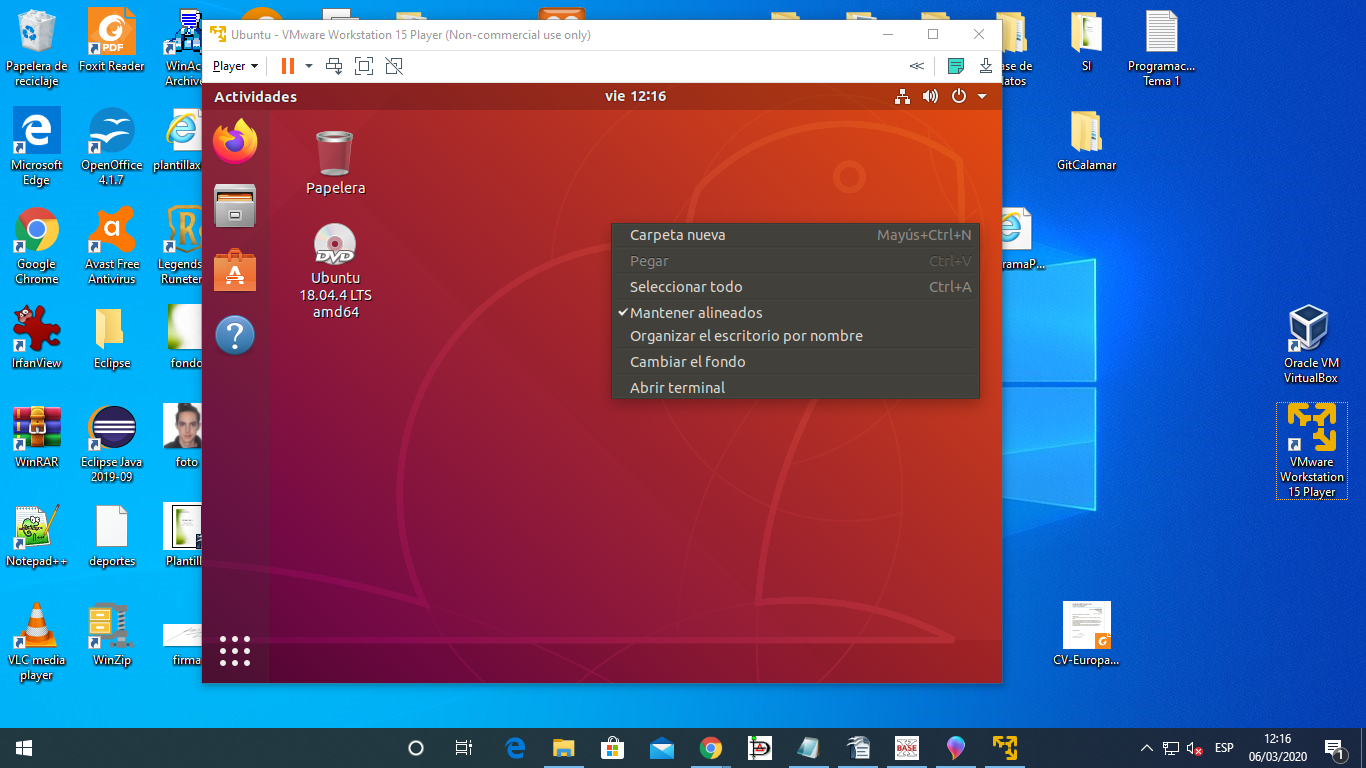 Ubuntu - VMware Workstation 15 Player (Non-commercial use only)
Player
Actividades
vie 12:16
Papelera
Ubuntu
18.04.4 LTS
amd64
Carpeta nueva Mayús+Ctrl+N
Pegar Ctrl+V
Seleccionar todo Ctrl+A
Mantener alineados
Organizar el escritorio por nombre
Cambiar el fondo
Abrir terminal
Papelera de
reciclaje
Foxit Reader
WinAc
Archive
Microsoft
Edge
OpenOffice
4.1.7
plantillax
Google
Chrome
Avast Free
Antivirus
Legends
Runeter
IrfanView
Eclipse
fondo
WinRAR
Eclipse Java
2019-09
foto
Notepad++
deportes
Plantill
VLC media
player
WinZip
firma
ase de
atos
SI
Programac...
Tema 1
GitCalamar
ramaP...
Oracle VM
VirtualBox
VMware
Workstation
15 Player
CV-Europa...
PDF
DVD
BASE
ESP
12:16
06/03/2020
1